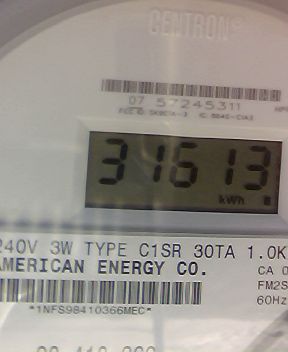 CENTRON®
07 57245311
31613
kWh
240V 3W TYPE C1SR 30TA 1.0K
AMERICAN ENERGY CO.
CA 0
FM2S
60Hz
*1NFS98410366MEC*